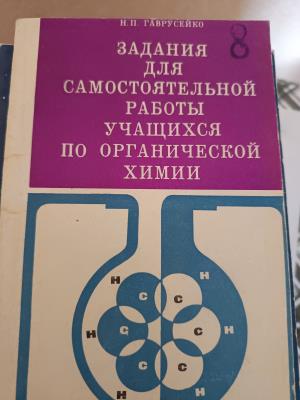 Н.П ГАВРУСЕЙКО
8
ЗАДАНИЯ
ДЛЯ
САМОСТОЯТЕЛЬНОЙ
РАБОТЫ
УЧАЩИХСЯ
ПО ОРГАНИЧЕСКОЙ
ХИМИИ
Н Н
Н С С Н
Н С С Н
Н С С Н
Н Н